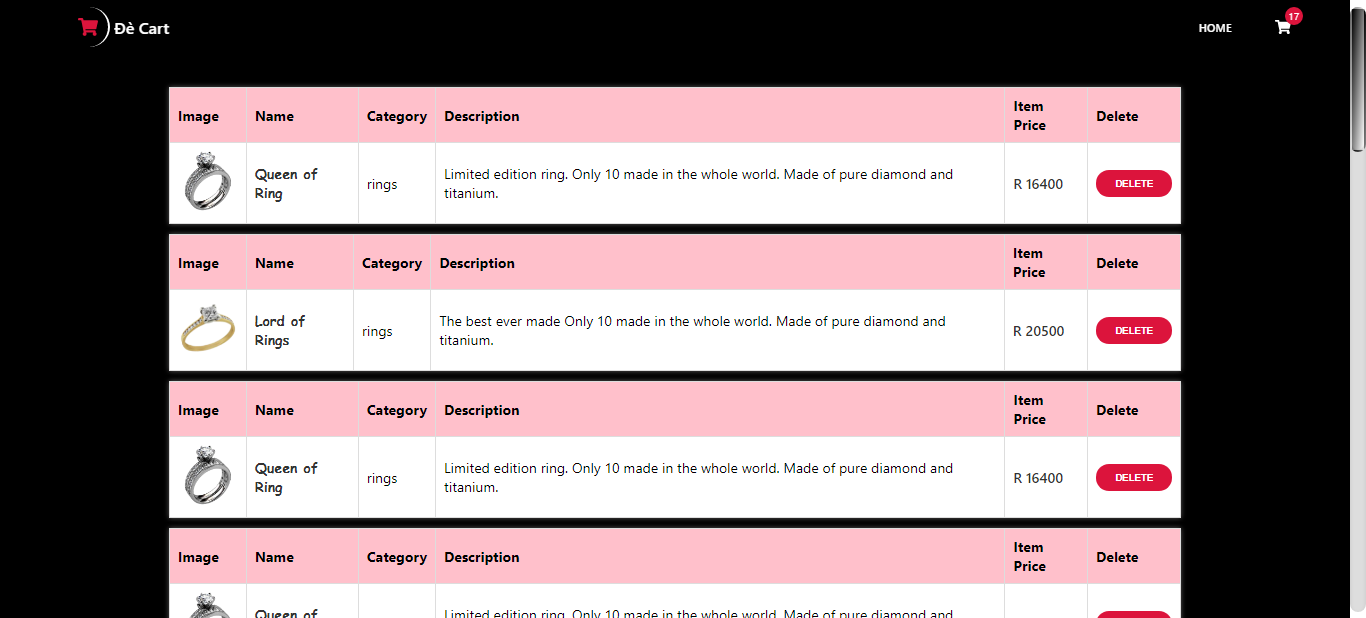 Đè Cart
HOME
17
Image Name Category Description Item Price Delete
Queen of Ring rings Limited edition ring. Only 10 made in the whole world. Made of pure diamond and titanium. R 16400 DELETE
Image Name Category Description Item Price Delete
Lord of Rings rings The best ever made Only 10 made in the whole world. Made of pure diamond and titanium. R 20500 DELETE
Image Name Category Description Item Price Delete
Queen of Ring rings Limited edition ring. Only 10 made in the whole world. Made of pure diamond and titanium. R 16400 DELETE
Image Name Category Description Item Price Delete
Queen of Limited edition ring. Only 10 made in the whole world. Made of pure diamond and